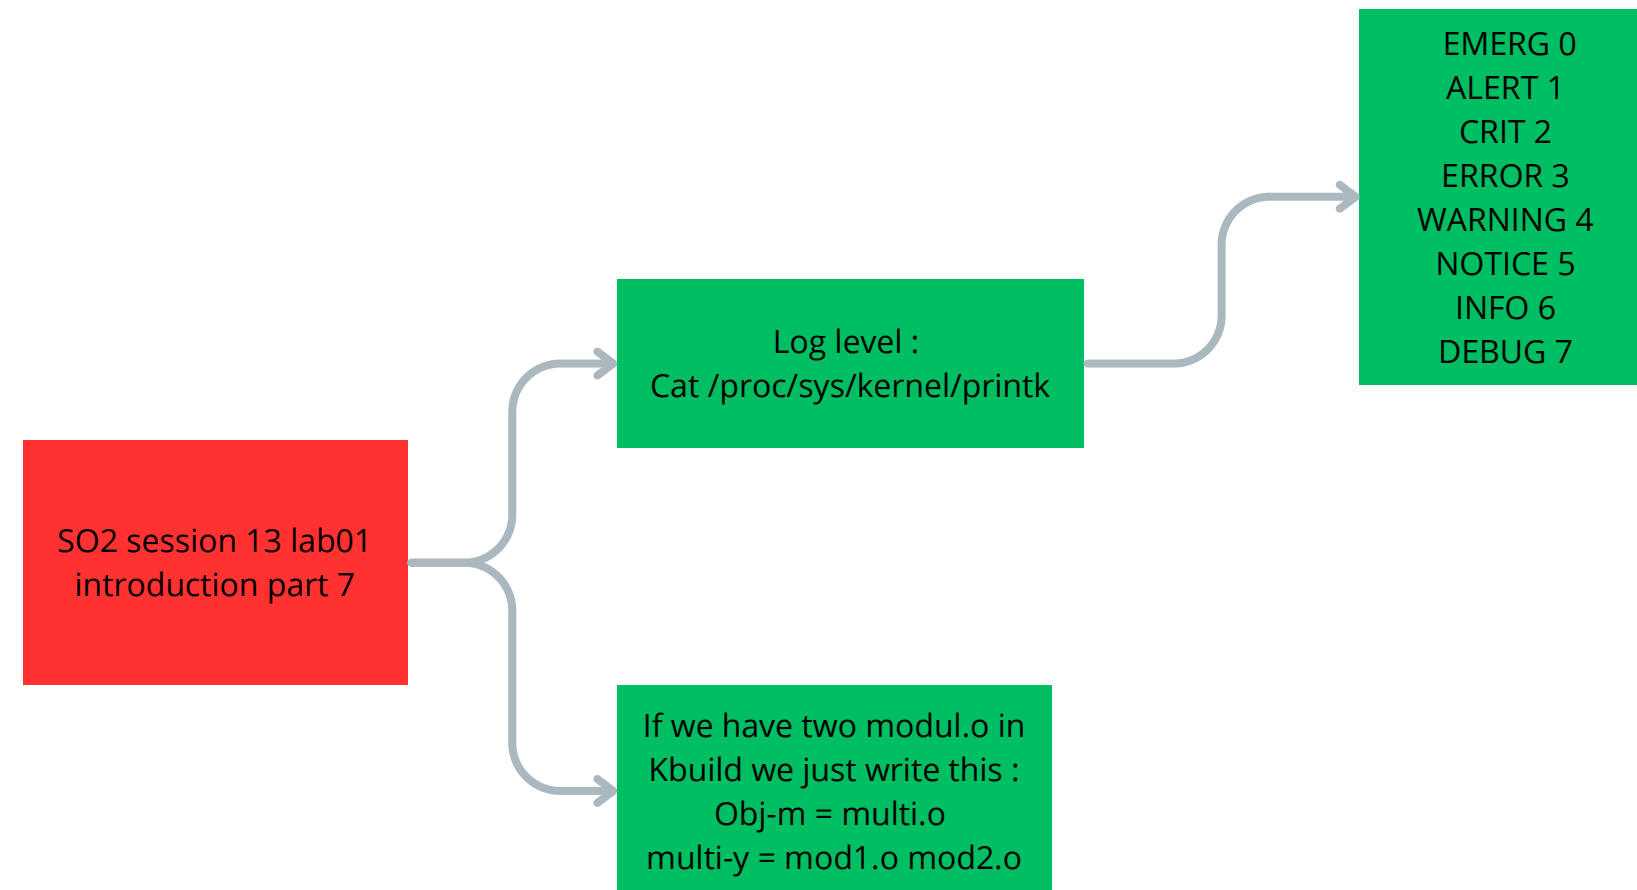 SO2 session 13 lab01
introduction part 7
Log level :
Cat /proc/sys/kernel/printk
EMERG 0
ALERT 1
CRIT 2
ERROR 3
WARNING 4
NOTICE 5
INFO 6
DEBUG 7
If we have two modul.o in
Kbuild we just write this :
Obj-m = multi.o
multi-y = mod1.o mod2.o